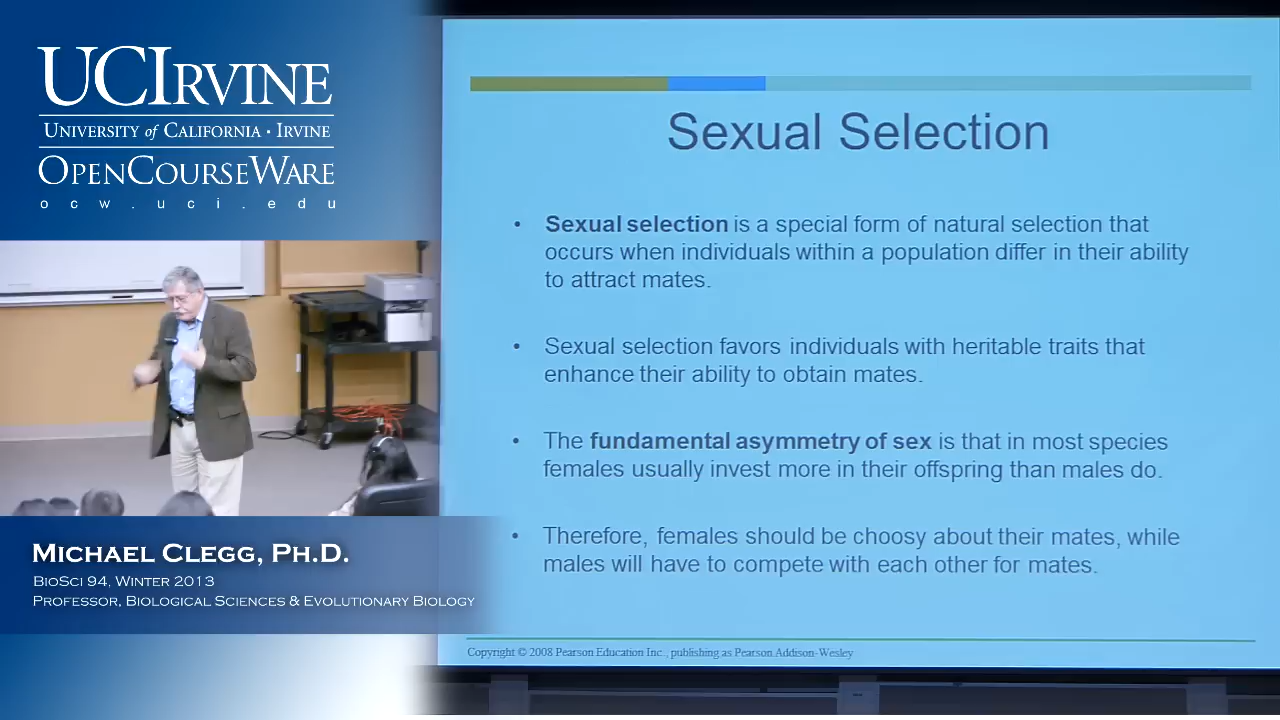 UCIRVINE
UNIVERSITY of CALIFORNIA · IRVINE
OPENCOURSEWARE
ocw.uci.edu
MICHAEL CLEGG, PH.D.
BIOSCI 94, WINTER 2013
PROFESSOR, BIOLOGICAL SCIENCES & EVOLUTIONARY BIOLOGY
Sexual Selection
• Sexual selection is a special form of natural selection that
occurs when individuals within a population differ in their ability
to attract mates.
• Sexual selection favors individuals with heritable traits that
enhance their ability to obtain mates.
• The fundamental asymmetry of sex is that in most species
females usually invest more in their offspring than males do.
• Therefore, females should be choosy about their mates, while
males will have to compete with each other for mates.
Copyright © 2008 Pearson Education Inc., publishing as Pearson Addison-Wesley